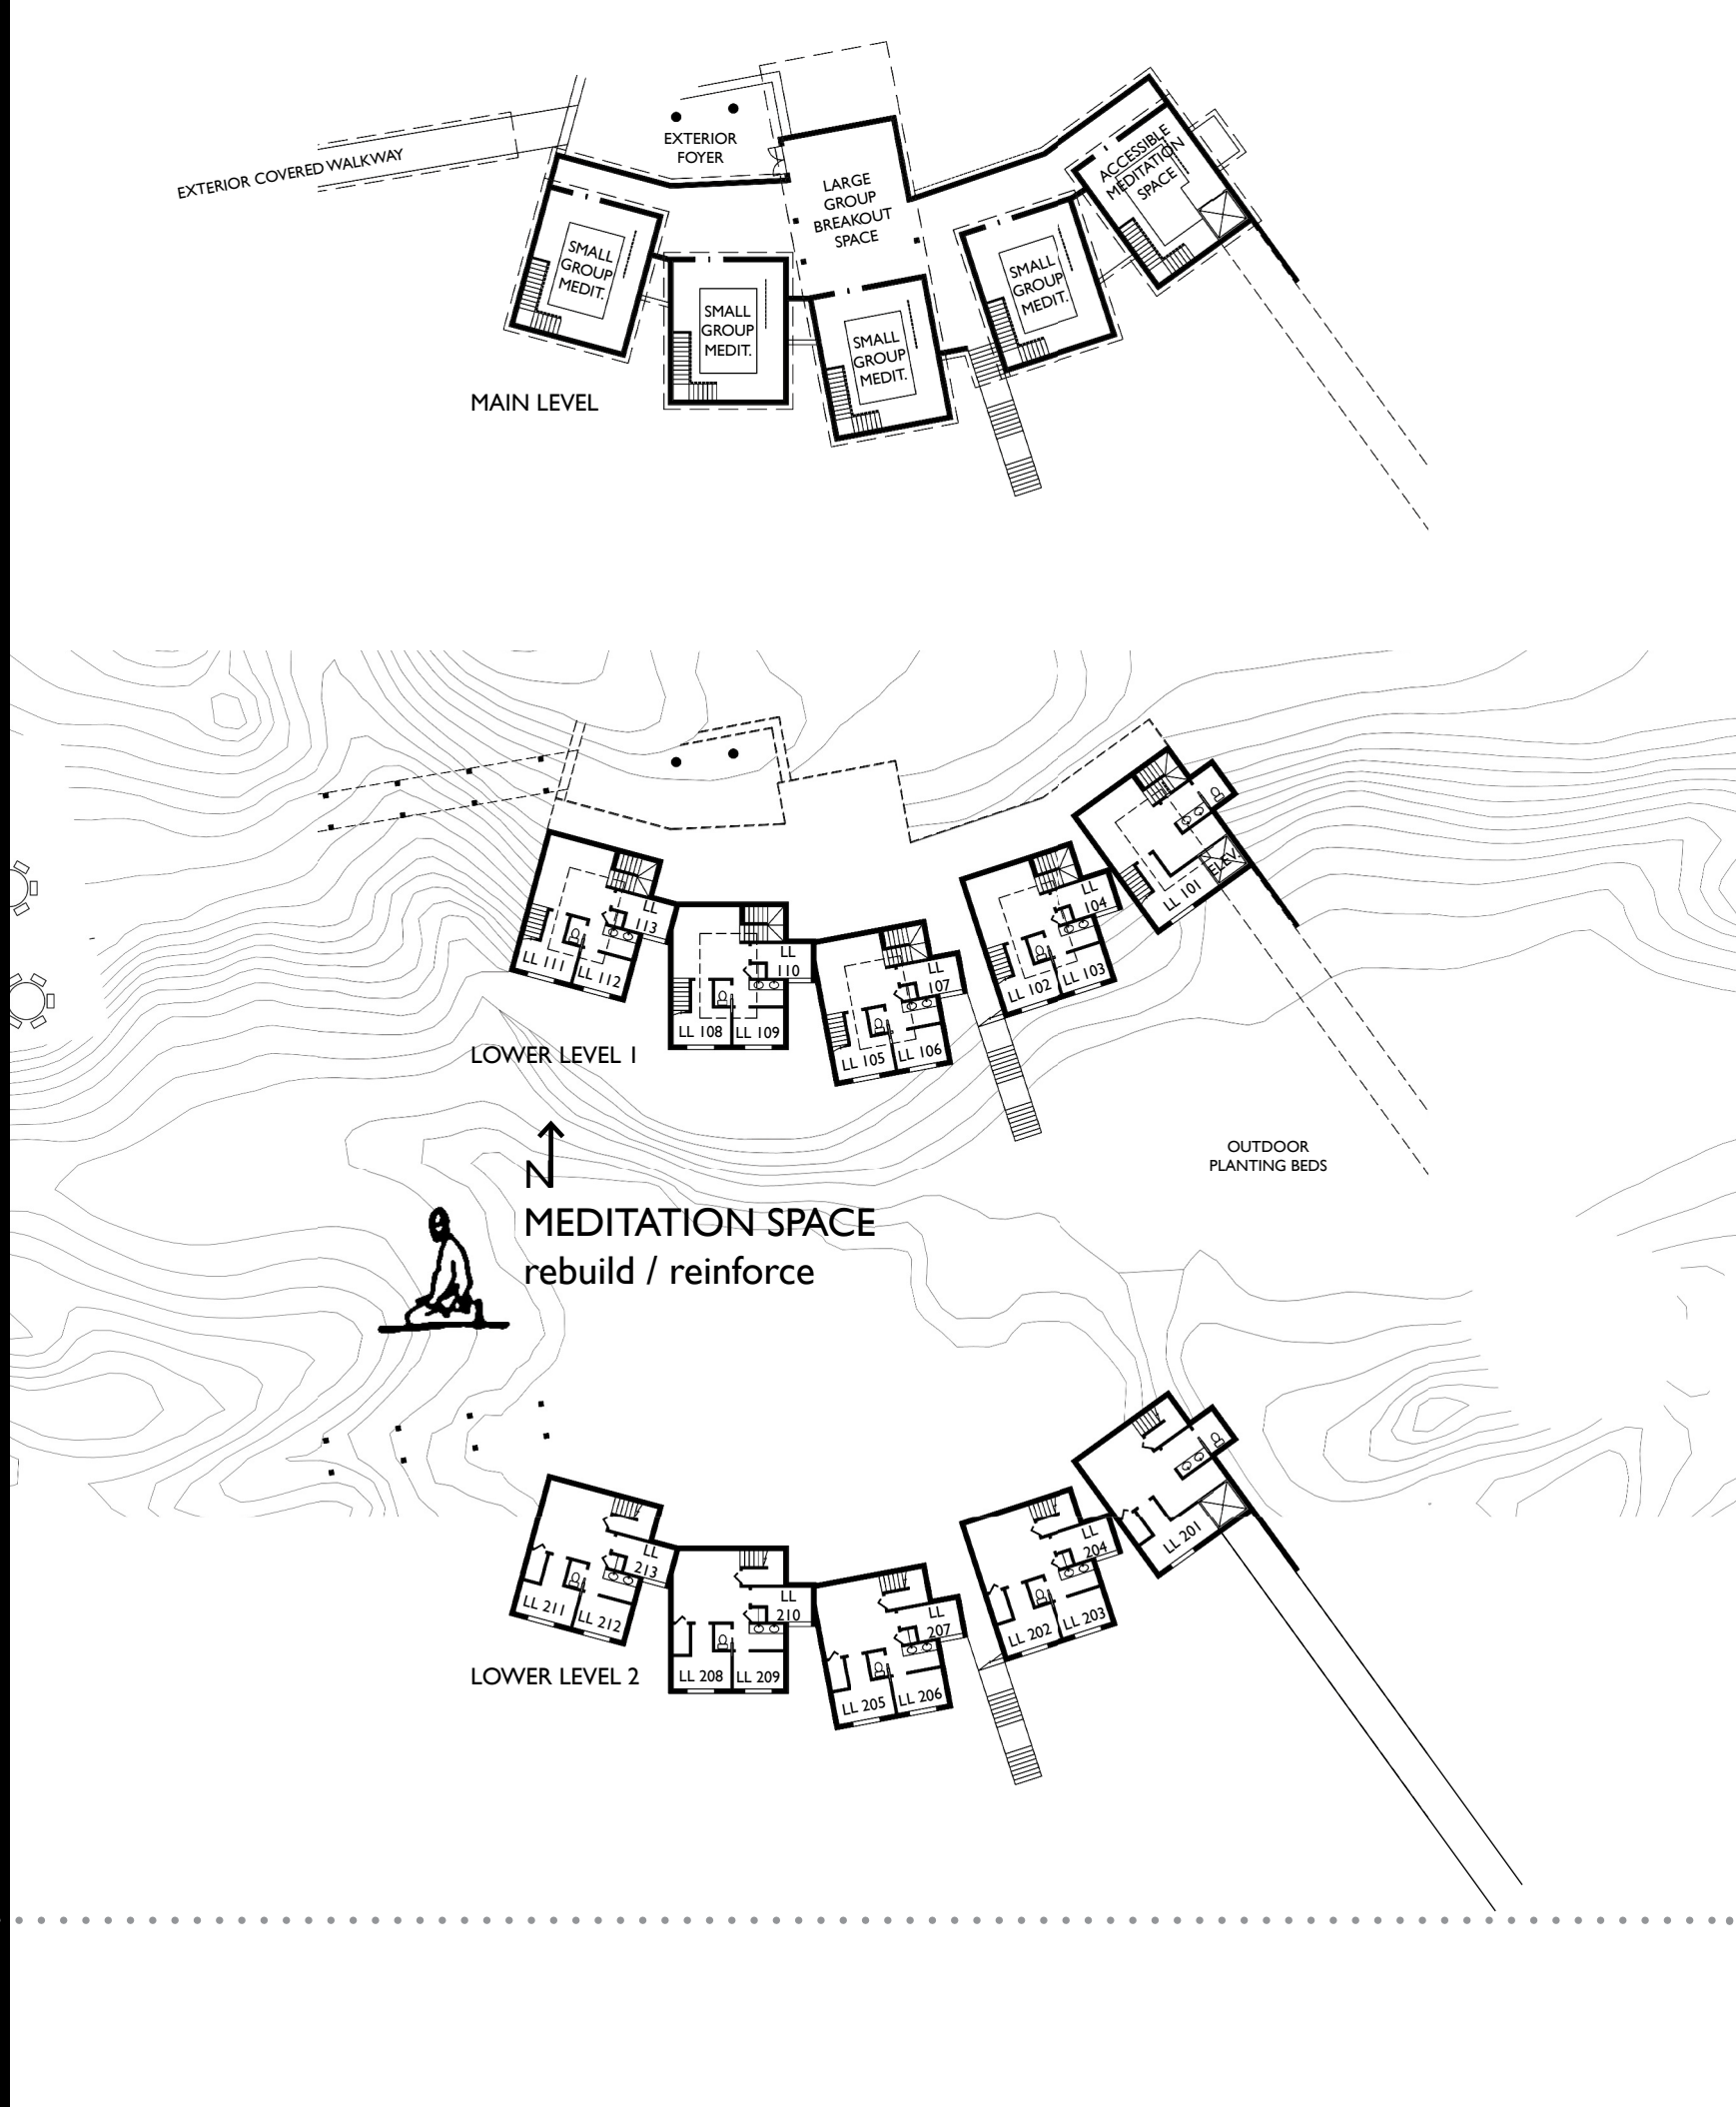 EXTERIOR COVERED WALKWAY
EXTERIOR
FOYER
LARGE
GROUP
BREAKOUT
SPACE
ACCESSIBLE
MEDITATION
SPACE
SMALL
GROUP
MEDIT.
SMALL
GROUP
MEDIT.
SMALL
GROUP
MEDIT.
SMALL
GROUP
MEDIT.
MAIN LEVEL
LL 111
LL 112
LL
113
LL 108
LL 109
LL
110
LL 105
LL 106
LL
107
LL 102
LL 103
LL
104
LL 101
ELEV.
LOWER LEVEL 1
OUTDOOR
PLANTING BEDS
N
MEDITATION SPACE
rebuild / reinforce
LL 211
LL 212
LL
213
LL 208
LL 209
LL
210
LL 205
LL 206
LL
207
LL 202
LL 203
LL
204
LL 201
LOWER LEVEL 2